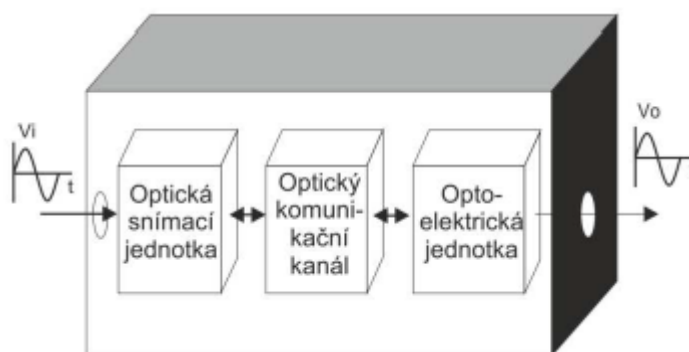 Vi
t
Optická
snímací
jednotka
Optický
komuni-
kační
kanál
Opto-
elektrická
jednotka
Vo